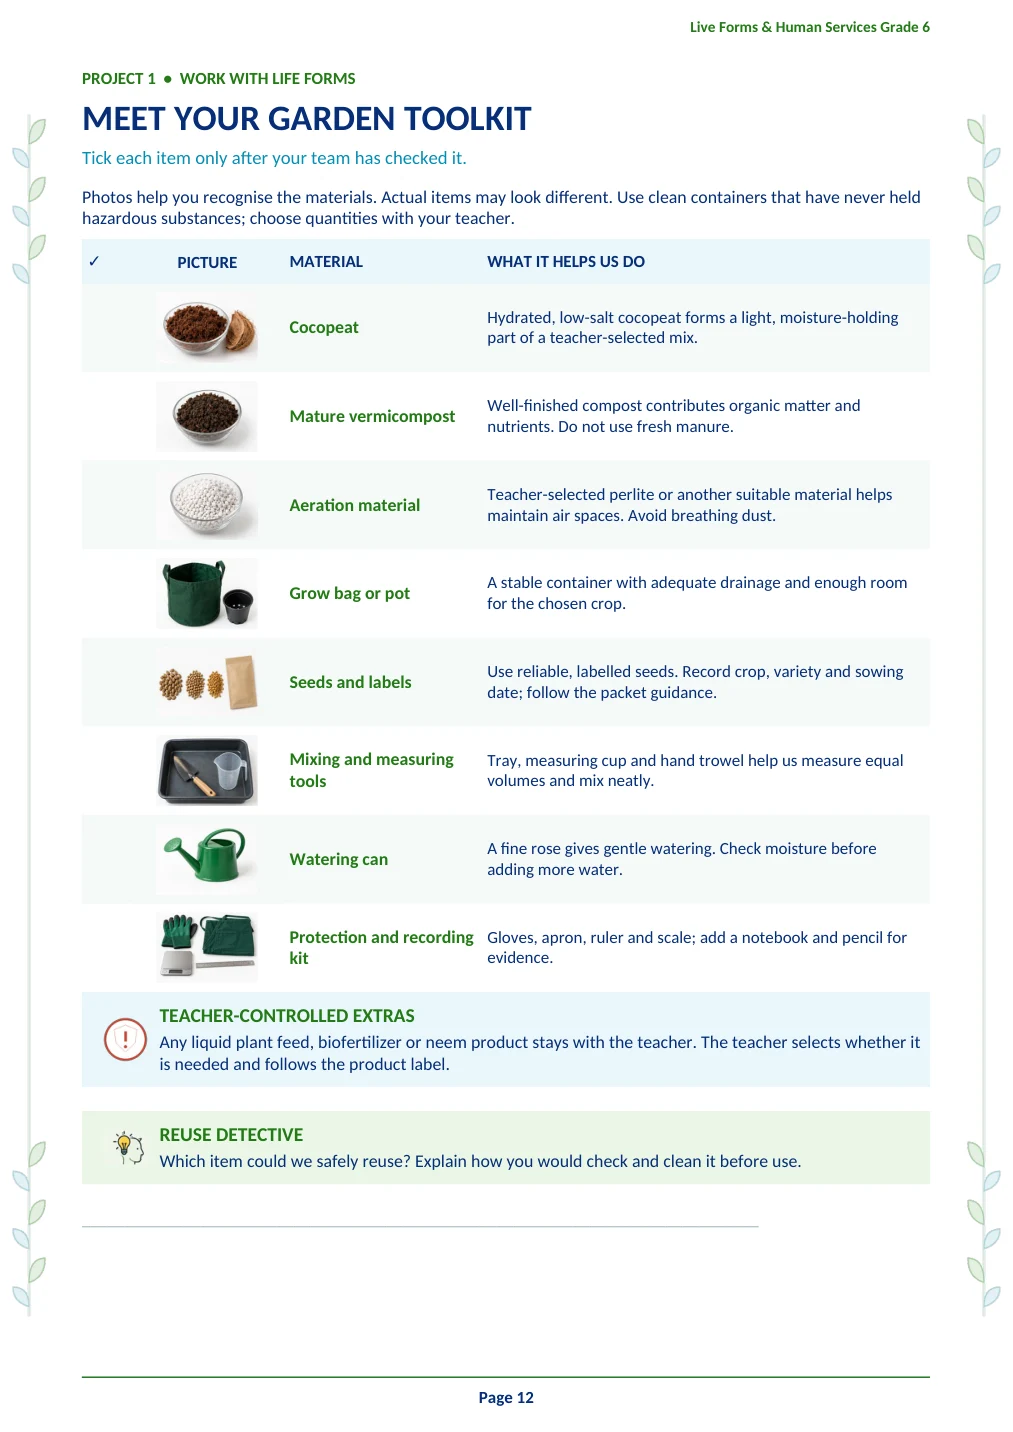 Live Forms & Human Services Grade 6
PROJECT 1 ● WORK WITH LIFE FORMS
MEET YOUR GARDEN TOOLKIT
Tick each item only after your team has checked it.
Photos help you recognise the materials. Actual items may look different. Use clean containers that have never held
hazardous substances; choose quantities with your teacher.
✓ PICTURE MATERIAL WHAT IT HELPS US DO
Cocopeat
Hydrated, low-salt cocopeat forms a light, moisture-holding
part of a teacher-selected mix.
Mature vermicompost
Well-finished compost contributes organic matter and
nutrients. Do not use fresh manure.
Aeration material
Teacher-selected perlite or another suitable material helps
maintain air spaces. Avoid breathing dust.
Grow bag or pot
A stable container with adequate drainage and enough room
for the chosen crop.
Seeds and labels
Use reliable, labelled seeds. Record crop, variety and sowing
date; follow the packet guidance.
Mixing and measuring
tools
Tray, measuring cup and hand trowel help us measure equal
volumes and mix neatly.
Watering can
A fine rose gives gentle watering. Check moisture before
adding more water.
Protection and recording
kit
Gloves, apron, ruler and scale; add a notebook and pencil for
evidence.
TEACHER-CONTROLLED EXTRAS
Any liquid plant feed, biofertilizer or neem product stays with the teacher. The teacher selects whether it
is needed and follows the product label.
REUSE DETECTIVE
Which item could we safely reuse? Explain how you would check and clean it before use.
Page 12